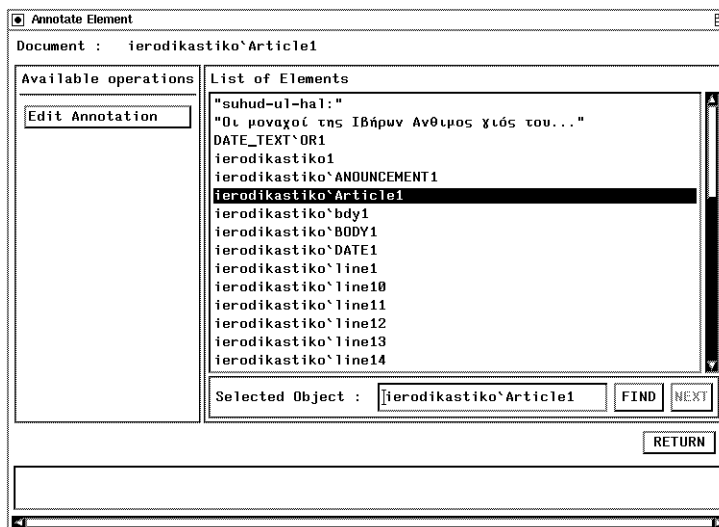 Annotate Element
Document :   ierodikastiko`Article1
Available operations
Edit Annotation
List of Elements
"suhud-ul-hal:"
"Οι μοναχοί της Ιβήρων Ανθιμος γιός του..."
DATE_TEXT`OR1
ierodikastiko1
ierodikastiko`ANOUNCEMENT1
ierodikastiko`Article1
ierodikastiko`bdy1
ierodikastiko`BODY1
ierodikastiko`DATE1
ierodikastiko`line1
ierodikastiko`line10
ierodikastiko`line11
ierodikastiko`line12
ierodikastiko`line13
ierodikastiko`line14
Selected Object : ierodikastiko`Article1 FIND NEXT
RETURN